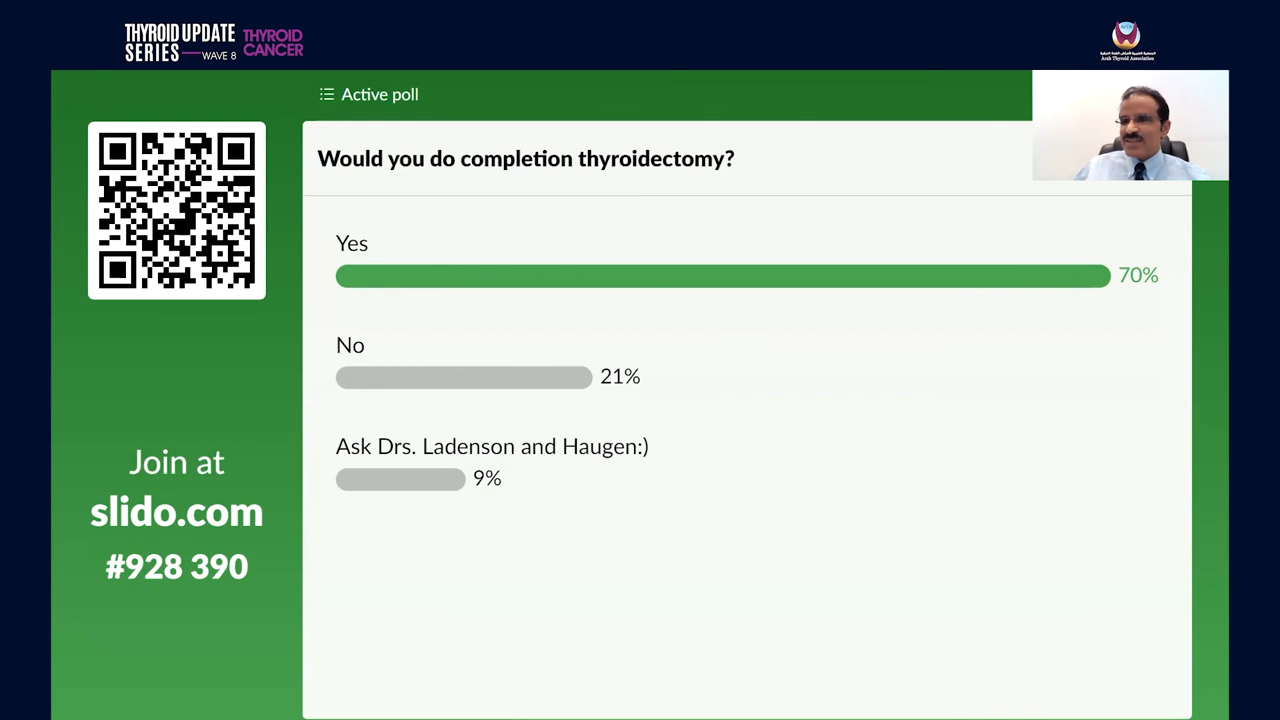 THYROID UPDATE
SERIES — WAVE 8
THYROID
CANCER
Arab Thyroid Association
Active poll
Would you do completion thyroidectomy?
Yes
70%
No
21%
Ask Drs. Ladenson and Haugen:)
9%
Join at
slido.com
#928 390